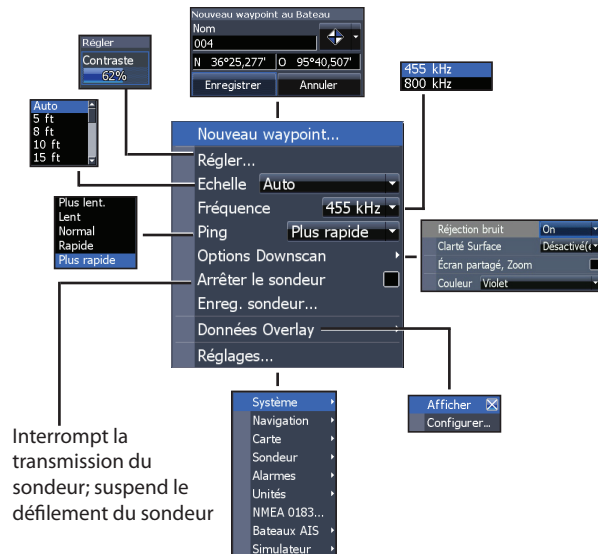 Nouveau waypoint au Bateau
Nom
004
N 36°25,277' O 95°40,507'
Enregistrer Annuler
Régler
Contraste
62%
455 kHz
800 kHz
Auto
5 ft
8 ft
10 ft
15 ft
Nouveau waypoint...
Régler...
Echelle Auto
Fréquence 455 kHz
Ping Plus rapide
Options Downscan
Arrêter le sondeur
Enreg. sondeur...
Données Overlay
Réglages...
Plus lent.
Lent
Normal
Rapide
Plus rapide
Réjection bruit On
Clarté Surface Désactivé(e
Écran partagé, Zoom
Couleur Violet
Afficher
Configurer...
Système
Navigation
Carte
Sondeur
Alarmes
Unités
NMEA 0183...
Bateaux AIS
Simulateur
Interrompt la
transmission du
sondeur; suspend le
défilement du sondeur